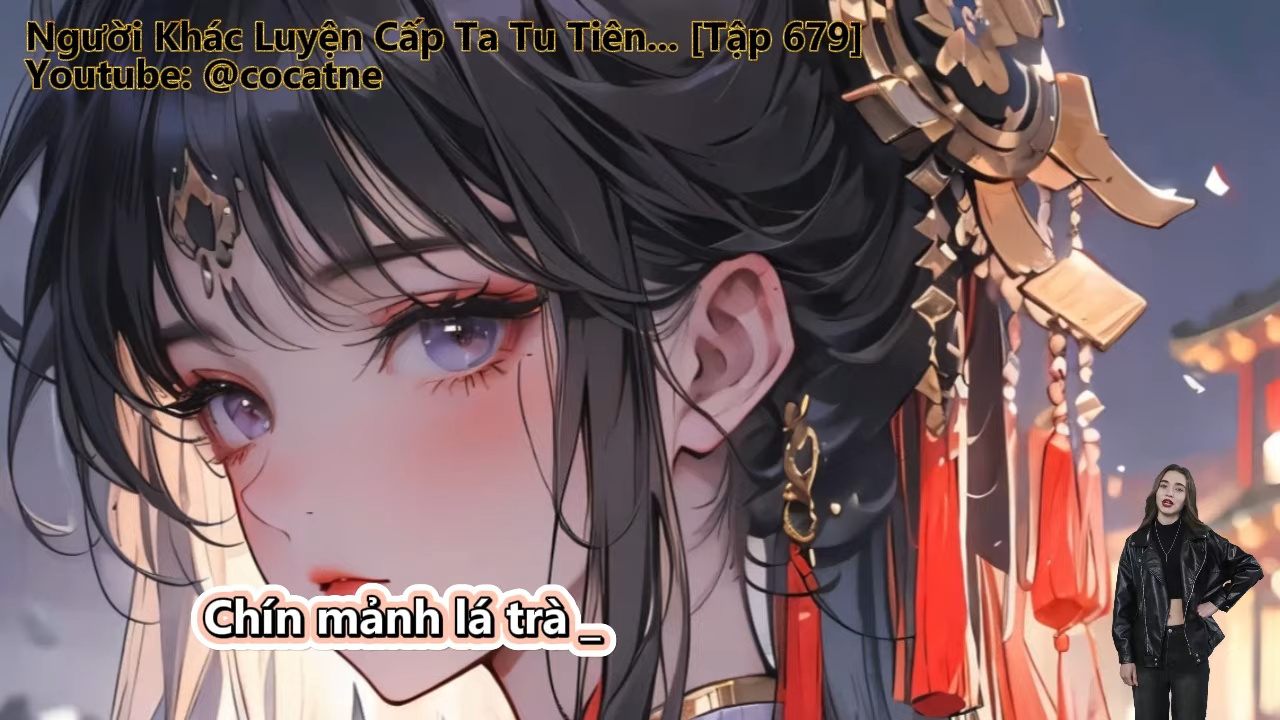 Người Khác Luyện Cấp Ta Tu Tiên... [Tập 679]
Youtube: @cocatne
Chín mảnh lá trà _